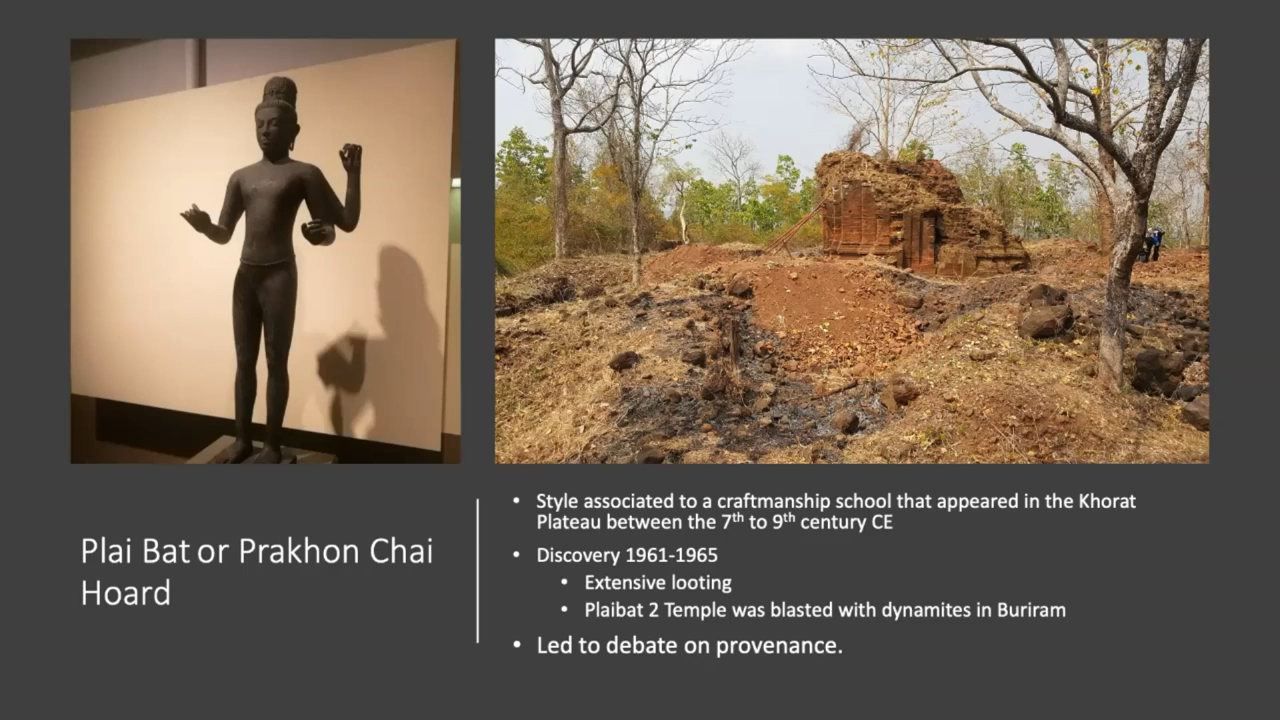 Plai Bat or Prakhon Chai
Hoard
• Style associated to a craftmanship school that appeared in the Khorat
Plateau between the 7th to 9th century CE
• Discovery 1961-1965
• Extensive looting
• Plaibat 2 Temple was blasted with dynamites in Buriram
• Led to debate on provenance.